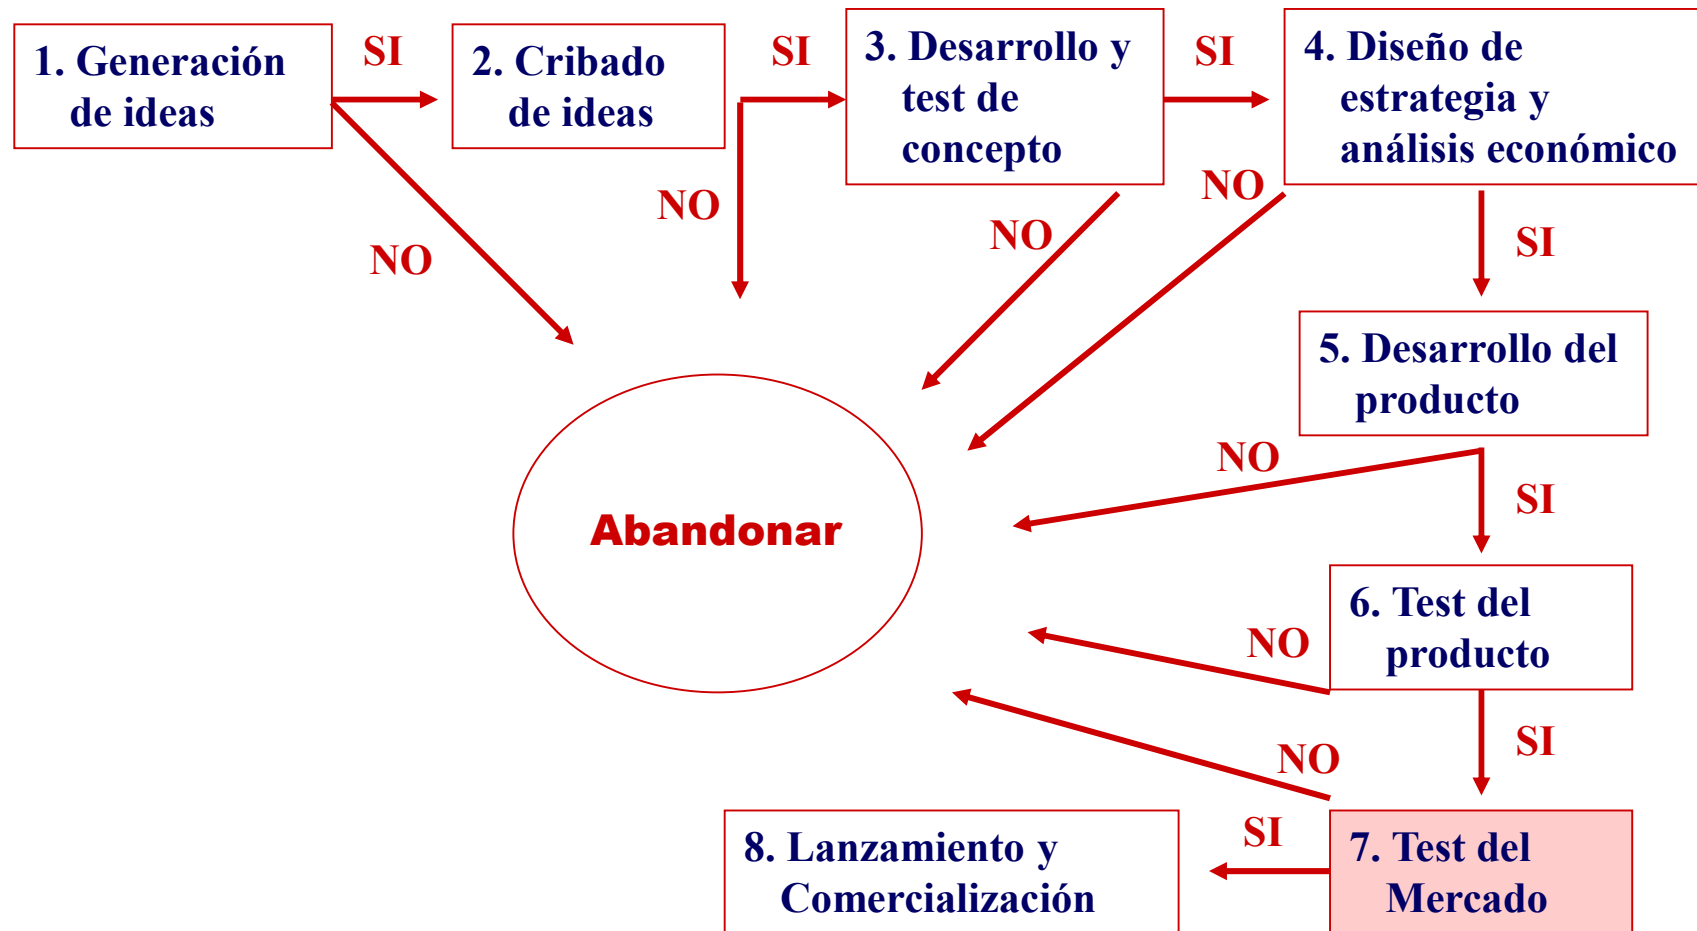 1. Generación
de ideas
SI
2. Cribado
de ideas
SI
3. Desarrollo y
test de
concepto
SI
4. Diseño de
estrategia y
análisis económico
NO
NO
NO
NO
SI
5. Desarrollo del
producto
NO
SI
Abandonar
6. Test del
producto
NO
SI
NO
7. Test del
Mercado
SI
8. Lanzamiento y
Comercialización